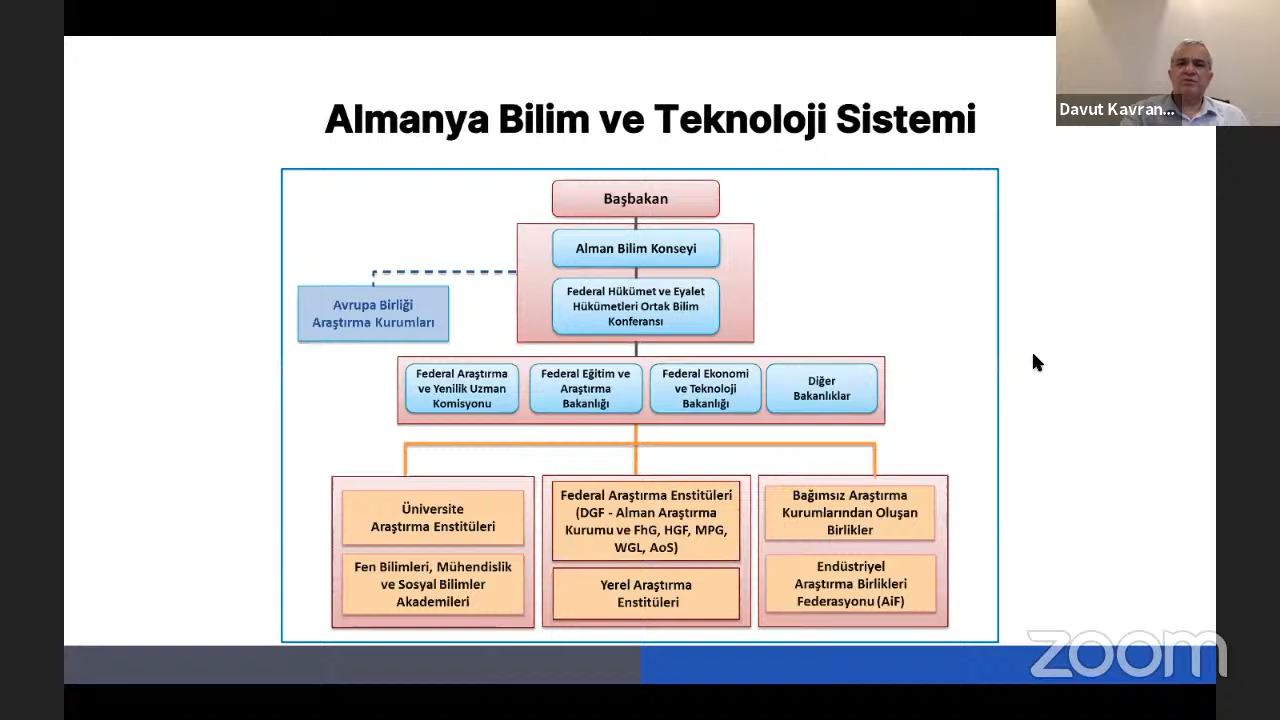 Davut Kavran...
Almanya Bilim ve Teknoloji Sistemi
Başbakan
Alman Bilim Konseyi
Federal Hükümet ve Eyalet
Hükümetleri Ortak Bilim
Konferansı
Avrupa Birliği
Araştırma Kurumları
Federal Araştırma
ve Yenilik Uzman
Komisyonu
Federal Eğitim ve
Araştırma
Bakanlığı
Federal Ekonomi
ve Teknoloji
Bakanlığı
Diğer
Bakanlıklar
Üniversite
Araştırma Enstitüleri
Fen Bilimleri, Mühendislik
ve Sosyal Bilimler
Akademileri
Federal Araştırma Enstitüleri
(DGF - Alman Araştırma
Kurumu ve FhG, HGF, MPG,
WGL, AoS)
Yerel Araştırma
Enstitüleri
Bağımsız Araştırma
Kurumlarından Oluşan
Birlikler
Endüstriyel
Araştırma Birlikleri
Federasyonu (AiF)
zoom